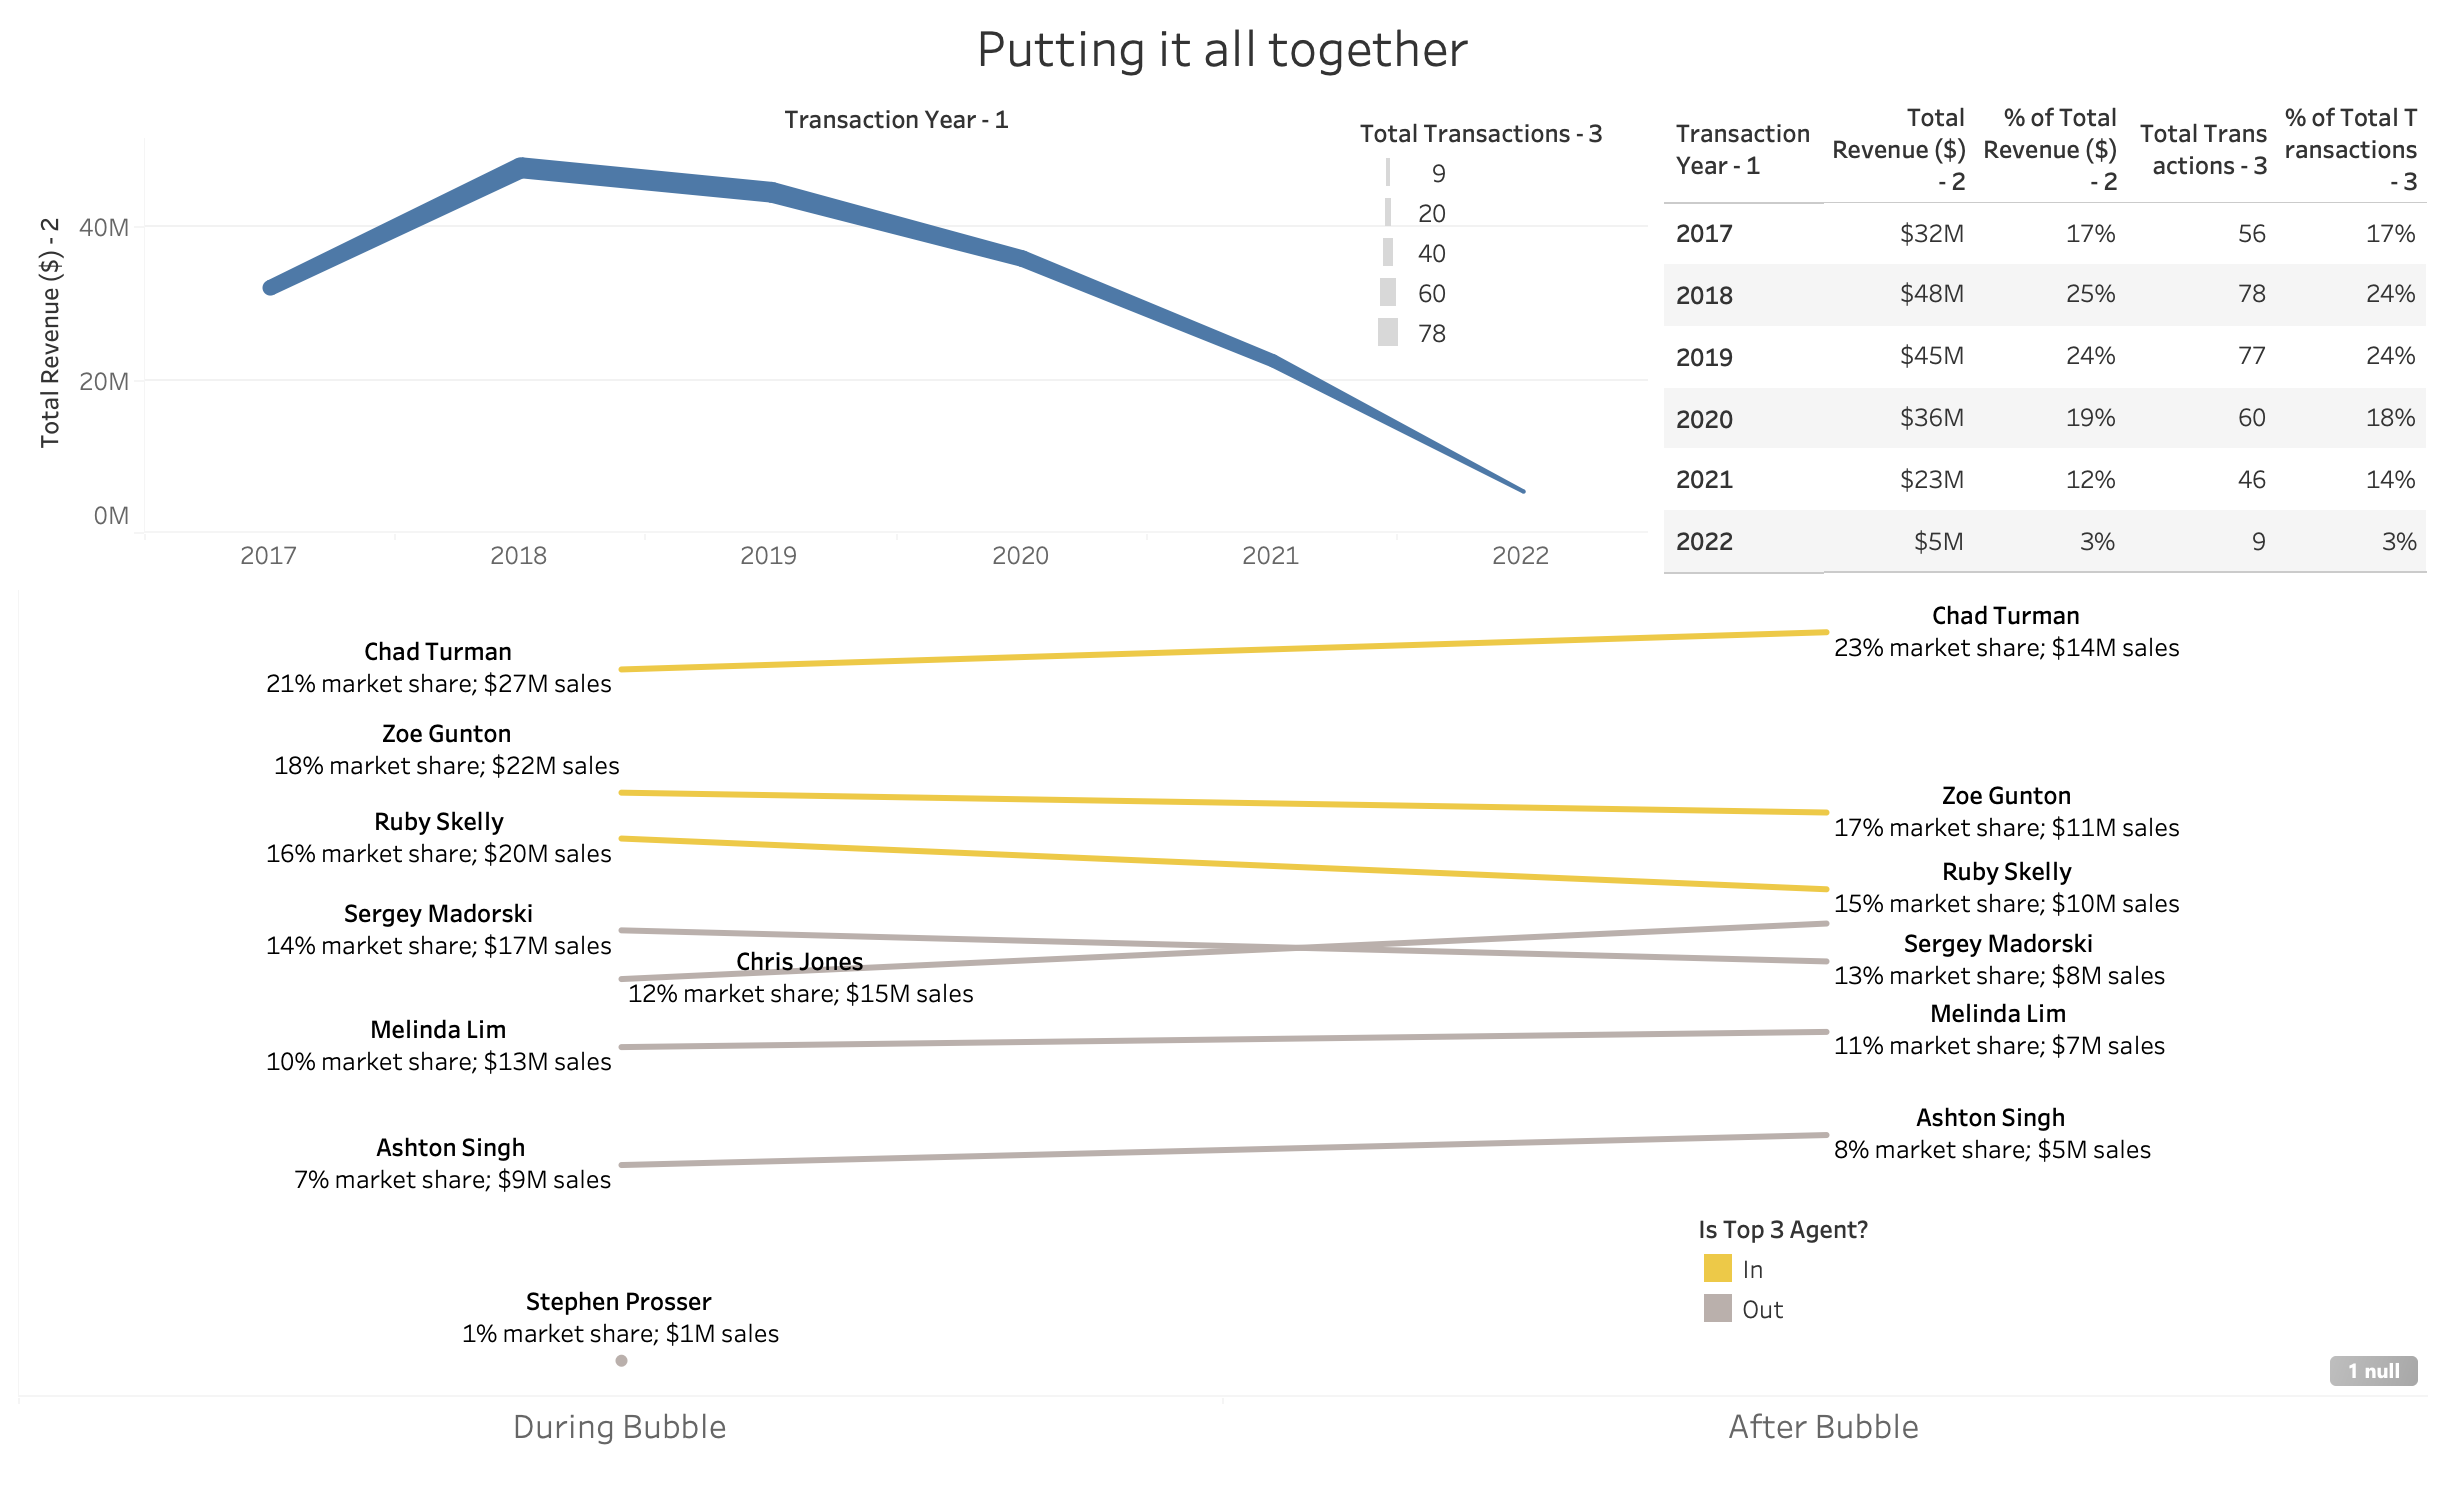 Putting it all together
Transaction Year - 1
Total Revenue ($) - 2
40M
20M
0M
2017 2018 2019 2020 2021 2022
Total Transactions - 3
9
20
40
60
78
Transaction
Year - 1
Total
Revenue ($)
- 2
% of Total
Revenue ($)
- 2
Total Trans
actions - 3
% of Total T
ransactions
- 3
2017 $32M 17% 56 17%
2018 $48M 25% 78 24%
2019 $45M 24% 77 24%
2020 $36M 19% 60 18%
2021 $23M 12% 46 14%
2022 $5M 3% 9 3%
Chad Turman
21% market share; $27M sales
Zoe Gunton
18% market share; $22M sales
Ruby Skelly
16% market share; $20M sales
Sergey Madorski
14% market share; $17M sales
Chris Jones
12% market share; $15M sales
Melinda Lim
10% market share; $13M sales
Ashton Singh
7% market share; $9M sales
Stephen Prosser
1% market share; $1M sales
Chad Turman
23% market share; $14M sales
Zoe Gunton
17% market share; $11M sales
Ruby Skelly
15% market share; $10M sales
Sergey Madorski
13% market share; $8M sales
Melinda Lim
11% market share; $7M sales
Ashton Singh
8% market share; $5M sales
Is Top 3 Agent?
In
Out
1 null
During Bubble After Bubble